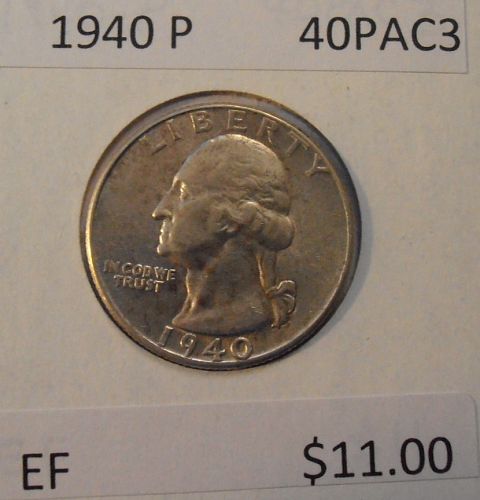 1940 P 40PAC3
LIBERTY
IN GOD WE
TRUST
1940
EF $11.00